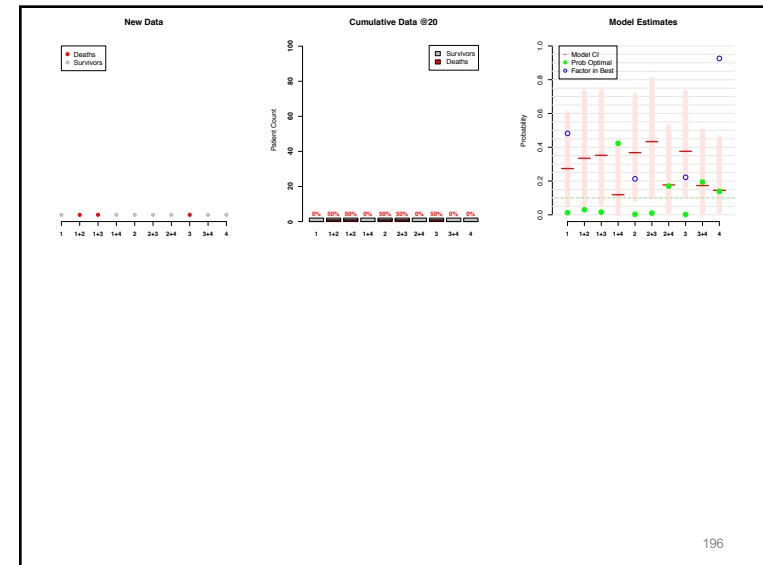 New Data
Deaths
Survivors
1 1+2 1+3 1+4 2 2+3 2+4 3 3+4 4
Cumulative Data @20
Survivors
Deaths
Patient Count
100
80
60
40
20
0
0% 50% 50% 0% 50% 50% 0% 50% 0% 0%
1 1+2 1+3 1+4 2 2+3 2+4 3 3+4 4
Model Estimates
Model CI
Prob Optimal
Factor in Best
Probability
1.0
0.8
0.6
0.4
0.2
0.0
1 1+2 1+3 1+4 2 2+3 2+4 3 3+4 4
196